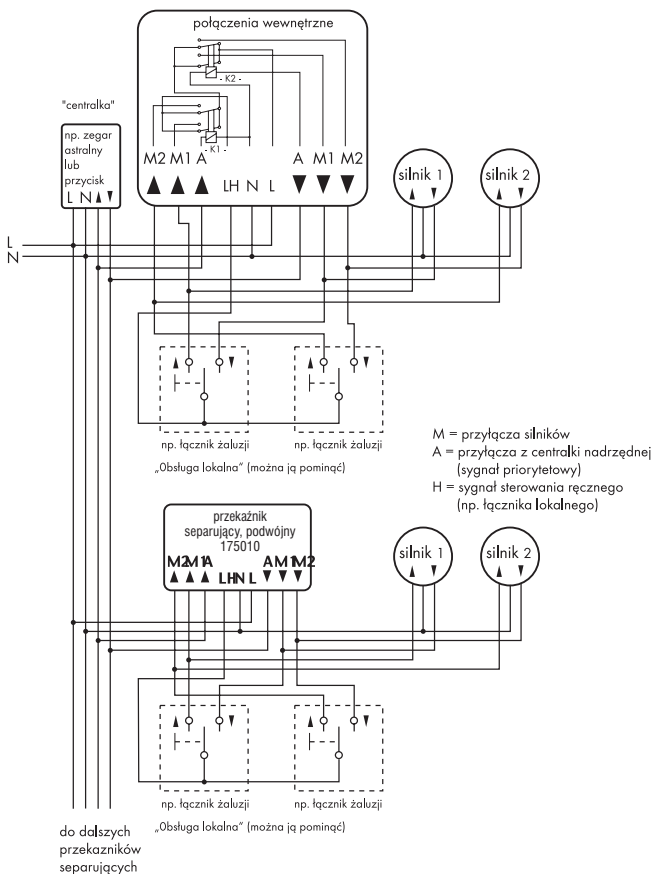 połączenia wewnętrzne
- K2 -
- K1 -
M2 M1 A LH N L A M1 M2
"centralka"
np. zegar
astralny
lub
przycisk
L N
L
N
silnik 1
silnik 2
np. łącznik żaluzji
np. łącznik żaluzji
„Obsługa lokalna” (można ją pominąć)
M = przyłącza silników
A = przyłącza z centralki nadrzędnej
(sygnał priorytetowy)
H = sygnał sterowania ręcznego
(np. łącznika lokalnego)
przekaźnik
separujący, podwójny
175010
M2 M1 A LH N L A M1 M2
silnik 1
silnik 2
np. łącznik żaluzji
np. łącznik żaluzji
„Obsługa lokalna” (można ją pominąć)
do dalszych
przekazników
separujących